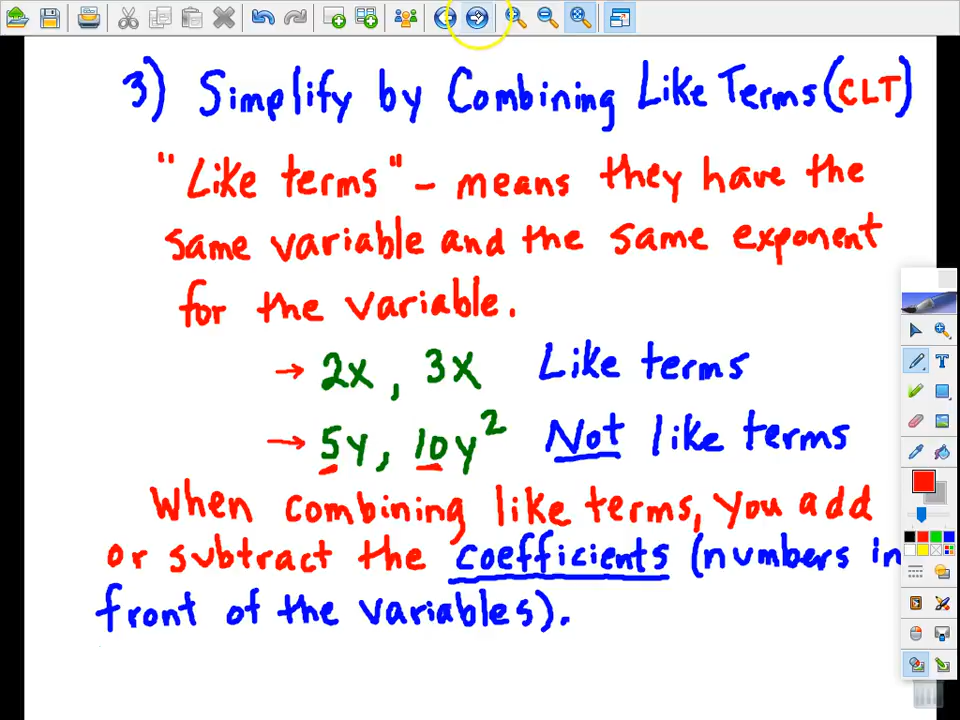 3) Simplify by Combining Like Terms (CLT)
"Like terms" - means they have the
same variable and the same exponent
for the variable.
→ 2x, 3x Like terms
→ 5y, 10y² Not like terms
When combining like terms, you add
or subtract the coefficients (numbers in
front of the variables).